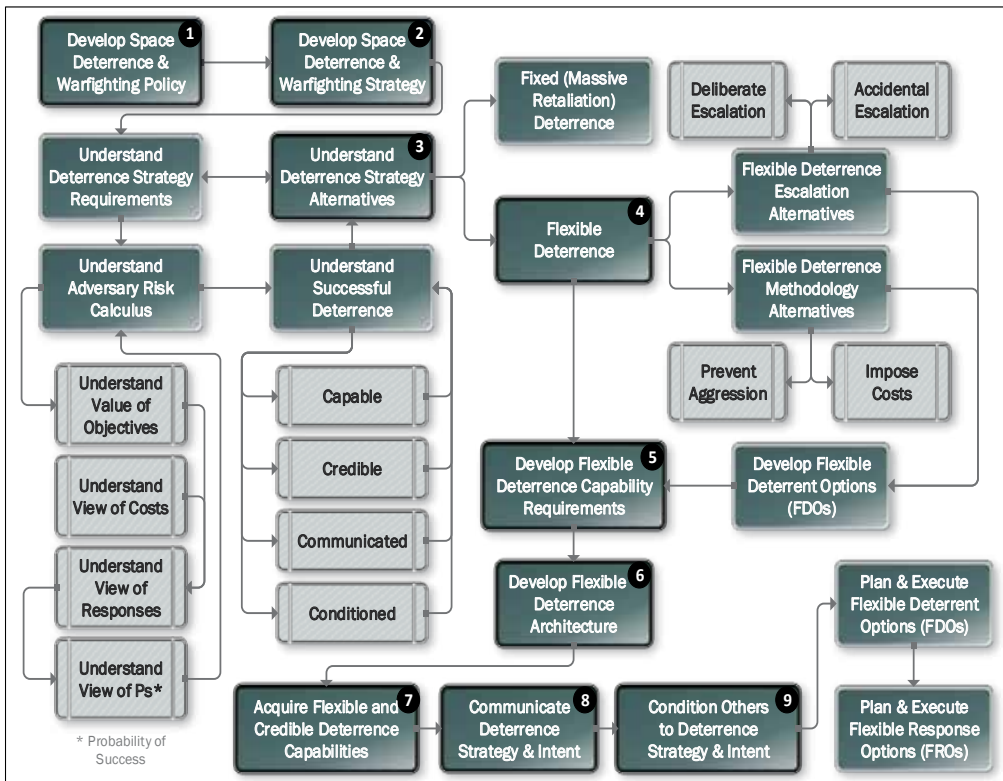 1
Develop Space
Deterrence &
Warfighting Policy
2
Develop Space
Deterrence &
Warfighting Strategy
Understand
Deterrence Strategy
Requirements
3
Understand
Deterrence Strategy
Alternatives
Fixed (Massive
Retaliation)
Deterrence
Deliberate
Escalation
Accidental
Escalation
4
Flexible
Deterrence
Flexible Deterrence
Escalation
Alternatives
Flexible Deterrence
Methodology
Alternatives
Prevent
Aggression
Impose
Costs
Understand
Adversary Risk
Calculus
Understand
Successful
Deterrence
Understand
Value of
Objectives
Understand
View of Costs
Understand
View of
Responses
Understand
View of Ps*
* Probability of
Success
Capable
Credible
Communicated
Conditioned
5
Develop Flexible
Deterrence Capability
Requirements
Develop Flexible
Deterrent Options
(FDOs)
6
Develop Flexible
Deterrence
Architecture
7
Acquire Flexible and
Credible Deterrence
Capabilities
8
Communicate
Deterrence
Strategy & Intent
9
Condition Others
to Deterrence
Strategy & Intent
Plan & Execute
Flexible Deterrent
Options (FDOs)
Plan & Execute
Flexible Response
Options (FROs)